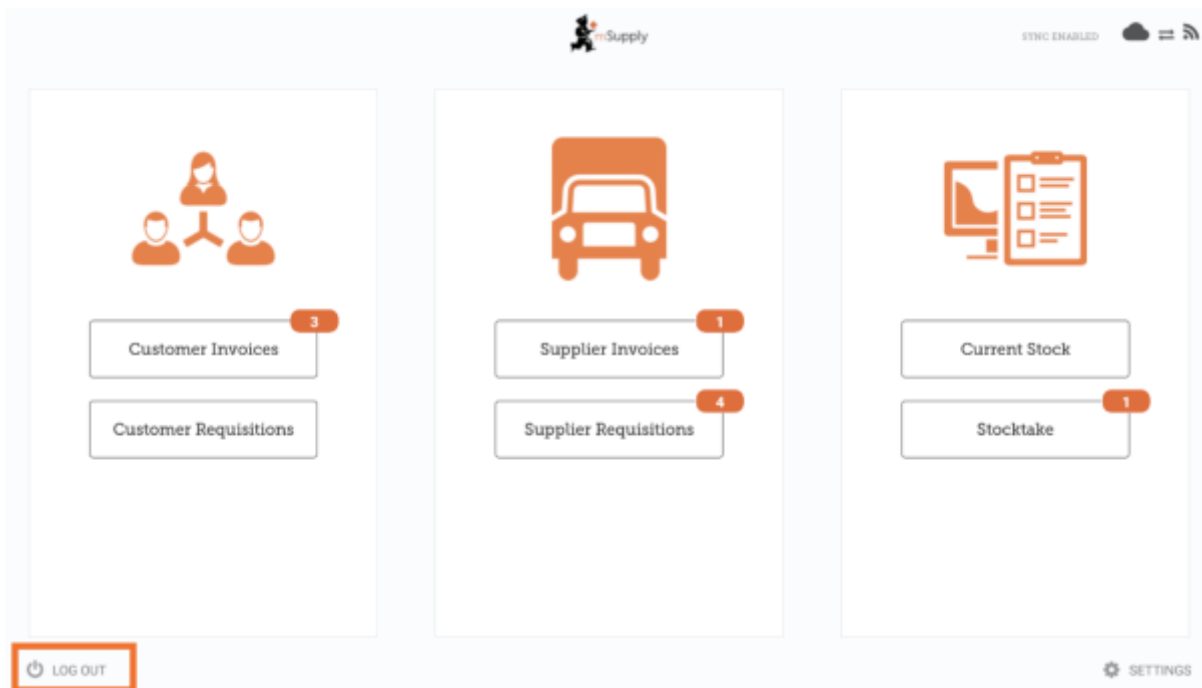 mSupply
SYNC ENABLED
3
Customer Invoices
Customer Requisitions
1
Supplier Invoices
4
Supplier Requisitions
Current Stock
1
Stocktake
LOG OUT
SETTINGS